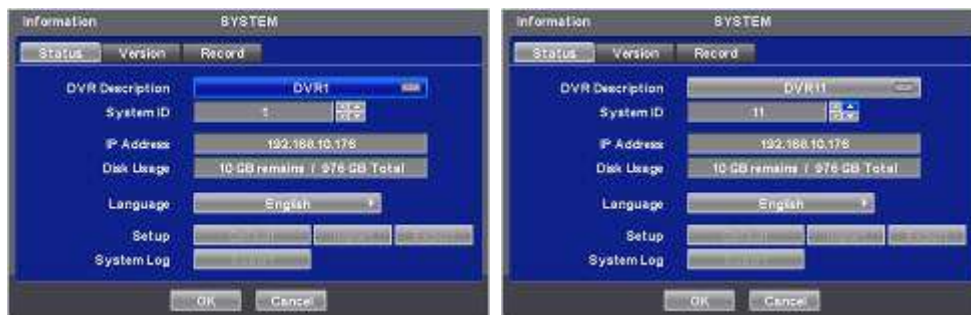 Information SYSTEM
Status Version Record
DVR Description DVR1
System ID 1
IP Address 192.168.10.176
Disk Usage 10 GB remains / 976 GB Total
Language English
Setup
System Log
OK Cancel
Information SYSTEM
Status Version Record
DVR Description DVR11
System ID 11
IP Address 192.168.10.176
Disk Usage 10 GB remains / 976 GB Total
Language English
Setup
System Log
OK Cancel